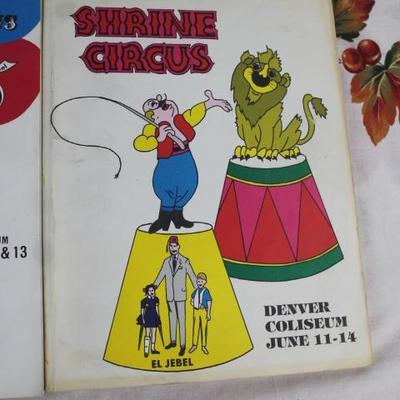 SHRINE
CIRCUS
& 13
EL JEBEL
DENVER
COLISEUM
JUNE 11-14